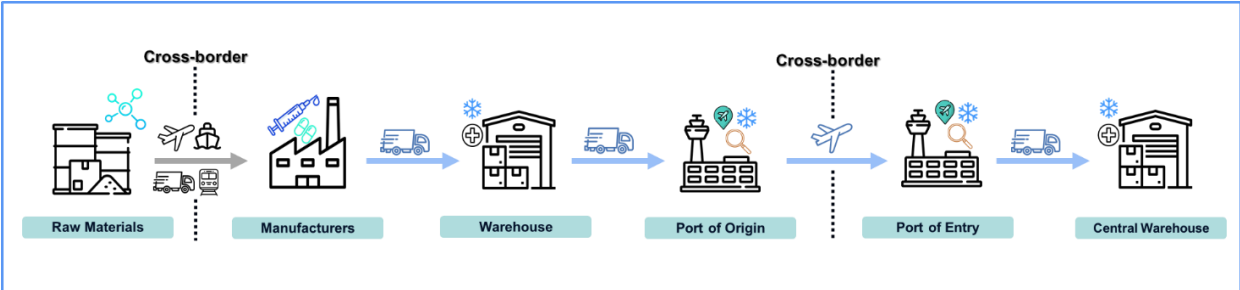 Cross-border
Cross-border
Raw Materials
Manufacturers
Warehouse
Port of Origin
Port of Entry
Central Warehouse